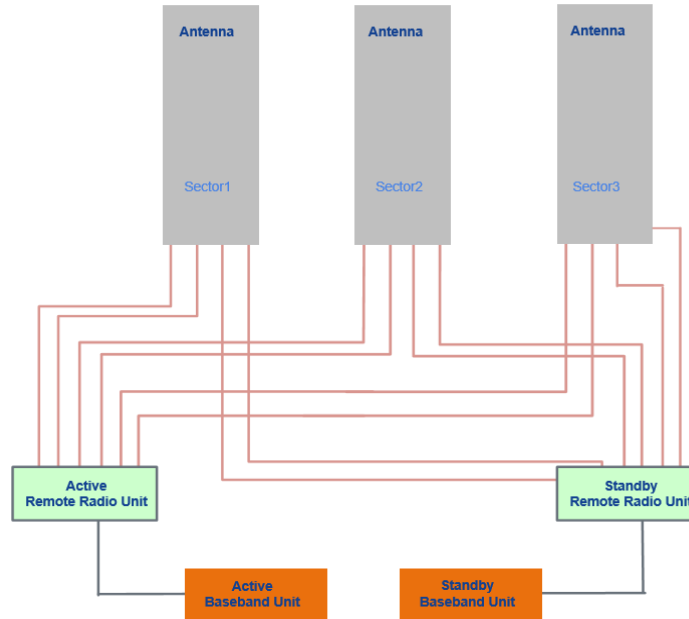 Antenna
Antenna
Antenna
Sector1
Sector2
Sector3
Active
Remote Radio Unit
Standby
Remote Radio Unit
Active
Baseband Unit
Standby
Baseband Unit